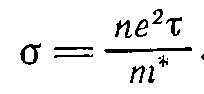 σ = ne²τ / m*.